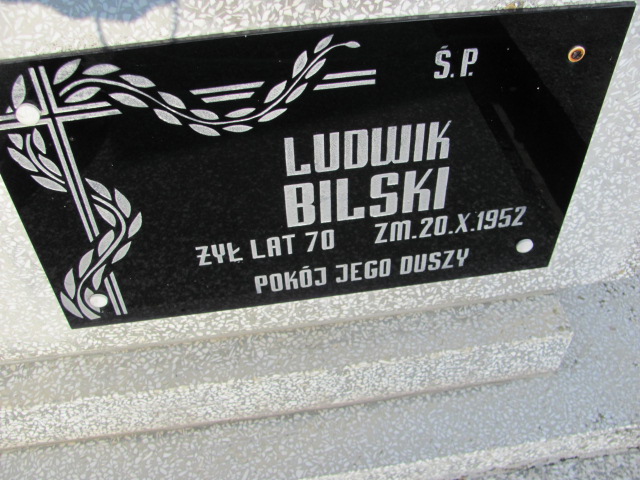 Ś.P.
LUDWIK
BILSKI
ŻYŁ LAT 70 ZM.20.X.1952
POKÓJ JEGO DUSZY